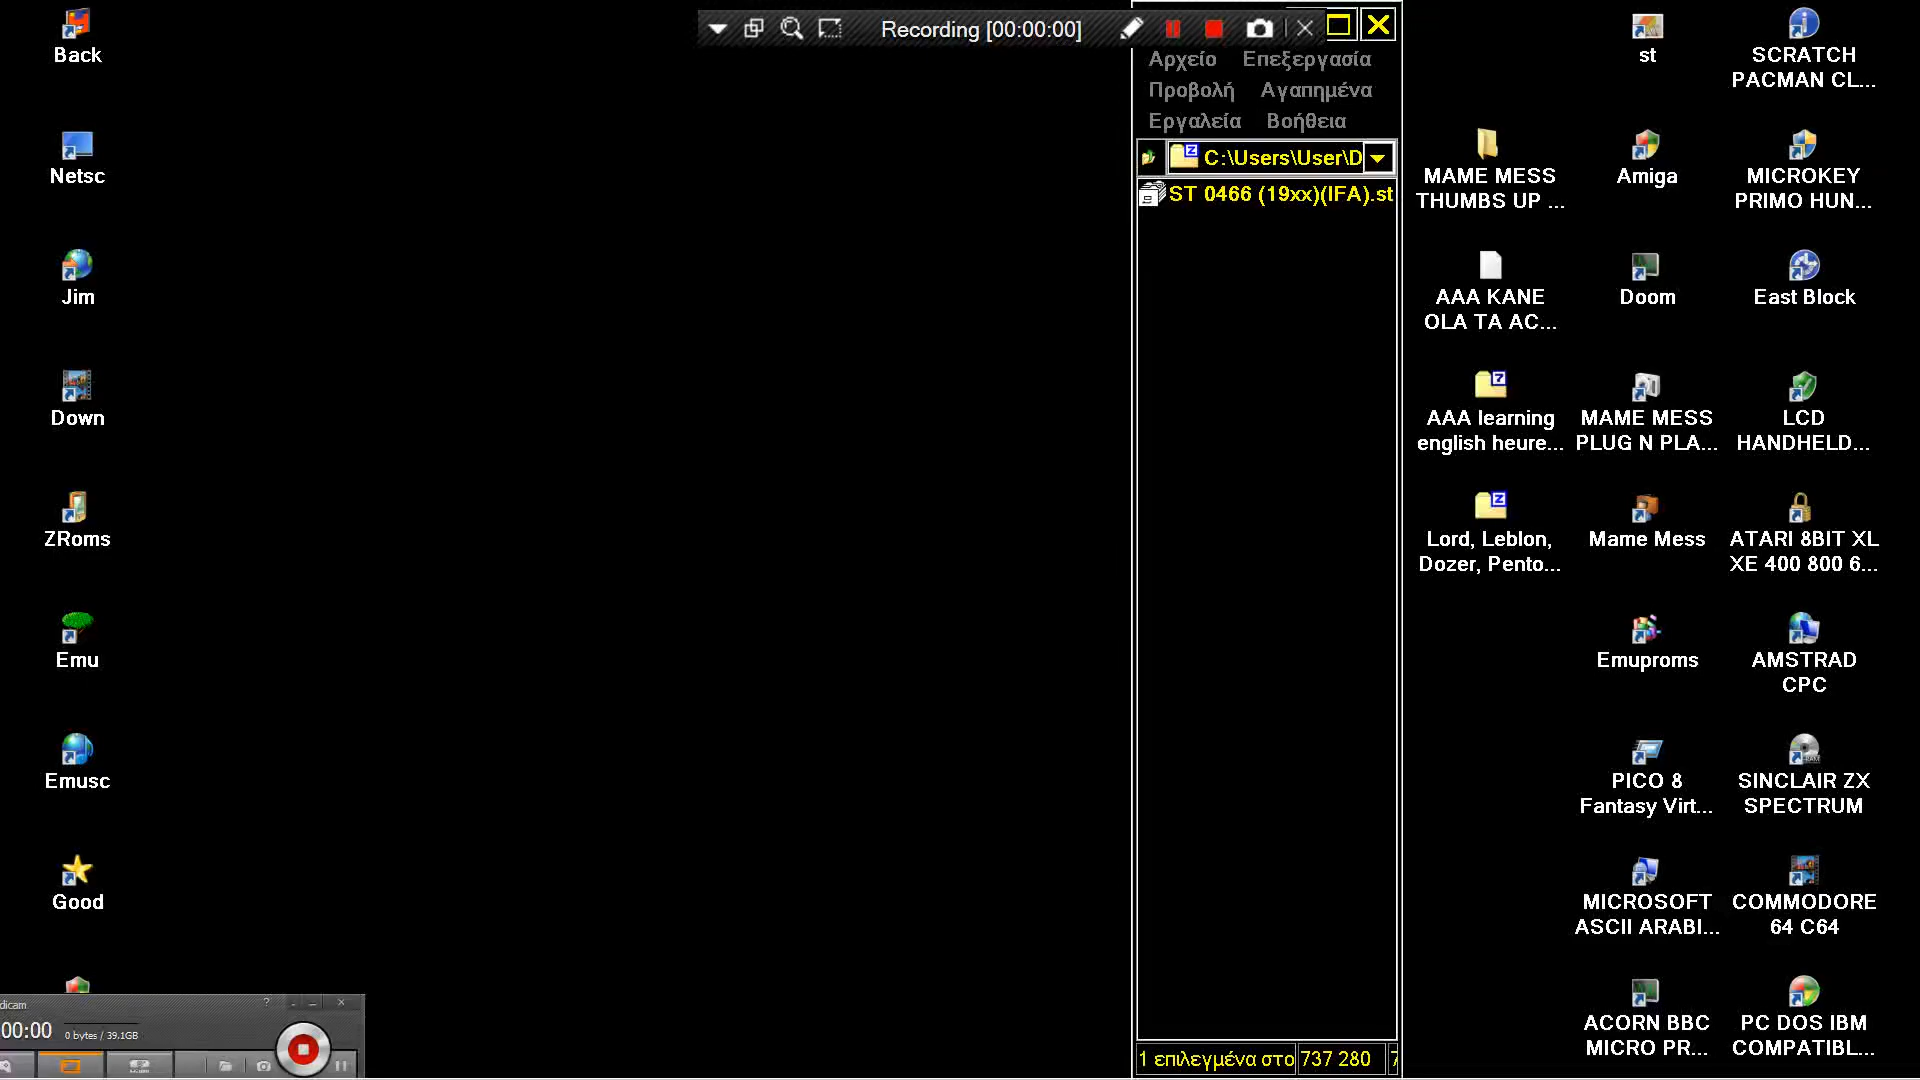 Recording [00:00:00]
Back
Netsc
Jim
Down
ZRoms
Emu
Emusc
Good
dicam
?
00:00
0 bytes / 39.1GB
Αρχείο Επεξεργασία
Προβολή Αγαπημένα
Εργαλεία Βοήθεια
C:\Users\User\D
ST 0466 (19xx)(IFA).st
1 επιλεγμένα στο
737 280
MAME MESS
THUMBS UP ...
AAA KANE
OLA TA AC...
AAA learning
english heure...
Lord, Leblon,
Dozer, Pento...
st
Amiga
Doom
MAME MESS
PLUG N PLA...
Mame Mess
Emuproms
PICO 8
Fantasy Virt...
MICROSOFT
ASCII ARABI...
ACORN BBC
MICRO PR...
SCRATCH
PACMAN CL...
MICROKEY
PRIMO HUN...
East Block
LCD
HANDHELD...
ATARI 8BIT XL
XE 400 800 6...
AMSTRAD
CPC
SINCLAIR ZX
SPECTRUM
COMMODORE
64 C64
PC DOS IBM
COMPATIBL...